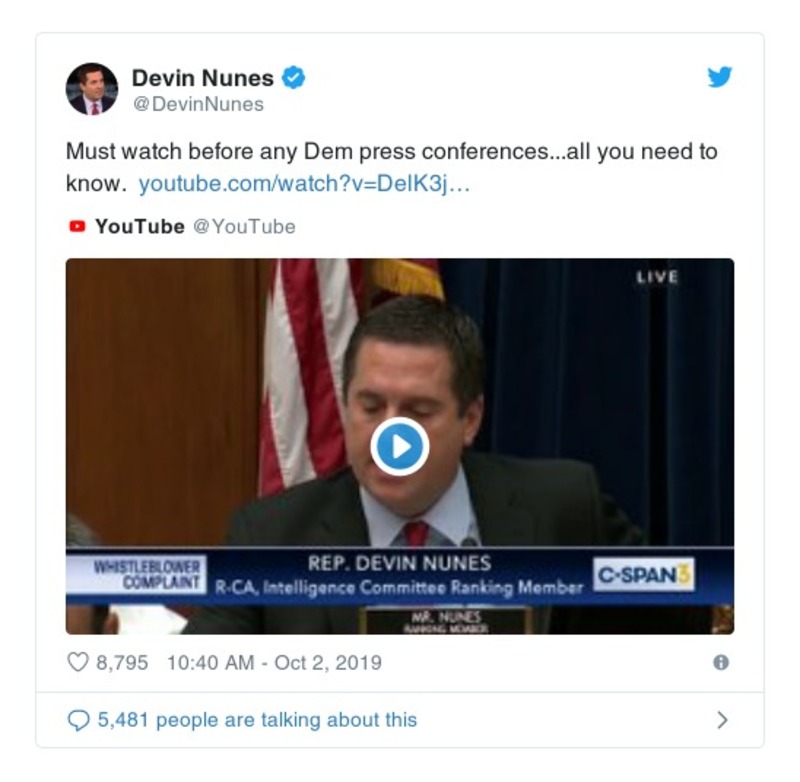 Devin Nunes
@DevinNunes
Must watch before any Dem press conferences...all you need to
know. youtube.com/watch?v=DelK3j...
YouTube @YouTube
LIVE
WHISTLEBLOWER
COMPLAINT
REP. DEVIN NUNES
R-CA, Intelligence Committee Ranking Member
C-SPAN3
MR. NUNES
RANKING MEMBER
8,795 10:40 AM - Oct 2, 2019
5,481 people are talking about this